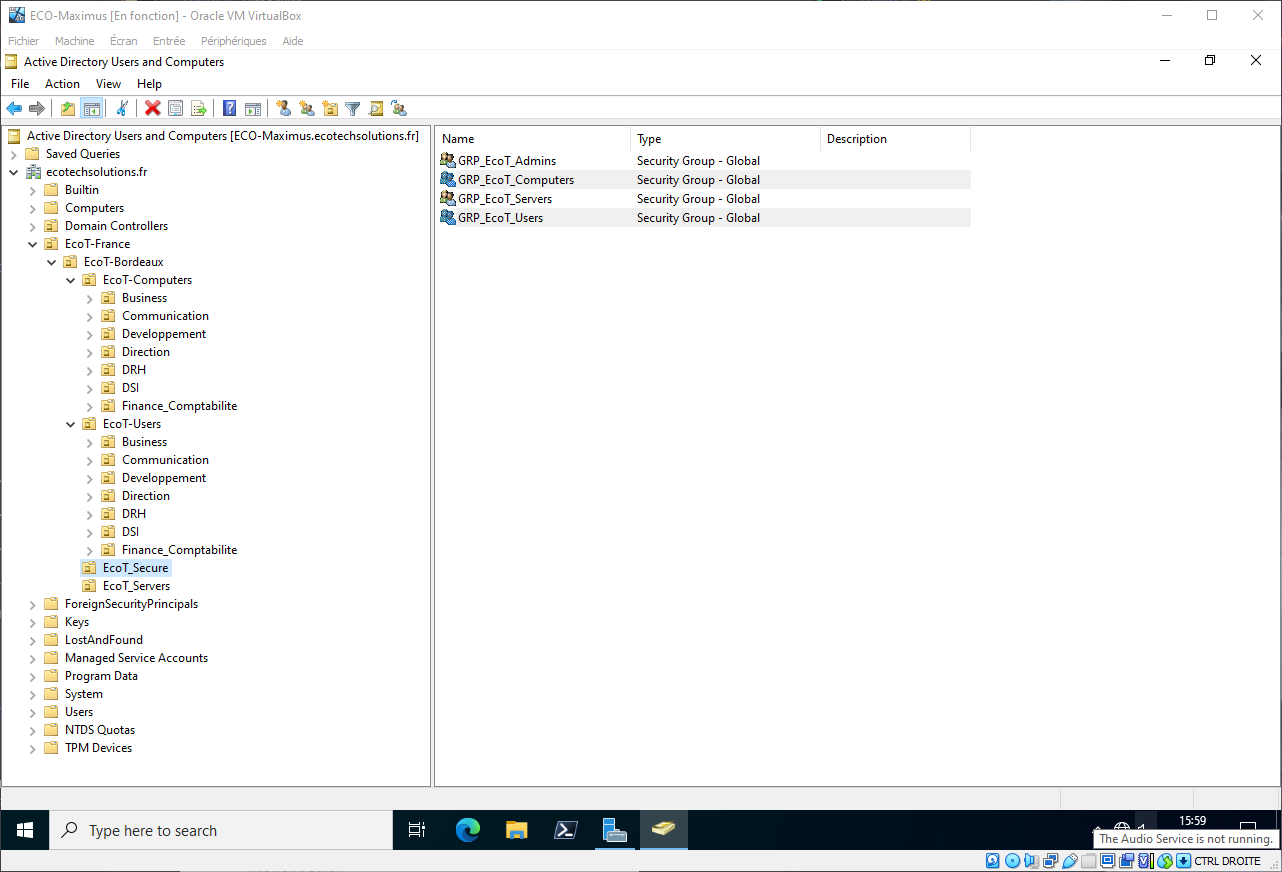 ECO-Maximus [En fonction] - Oracle VM VirtualBox
Fichier Machine Écran Entrée Périphériques Aide
Active Directory Users and Computers
File Action View Help
Active Directory Users and Computers [ECO-Maximus.ecotechsolutions.fr]
Saved Queries
ecotechsolutions.fr
Builtin
Computers
Domain Controllers
EcoT-France
EcoT-Bordeaux
EcoT-Computers
Business
Communication
Developpement
Direction
DRH
DSI
Finance_Comptabilite
EcoT-Users
Business
Communication
Developpement
Direction
DRH
DSI
Finance_Comptabilite
EcoT_Secure
EcoT_Servers
ForeignSecurityPrincipals
Keys
LostAndFound
Managed Service Accounts
Program Data
System
Users
NTDS Quotas
TPM Devices
Name Type Description
GRP_EcoT_Admins Security Group - Global
GRP_EcoT_Computers Security Group - Global
GRP_EcoT_Servers Security Group - Global
GRP_EcoT_Users Security Group - Global
Type here to search
15:59
The Audio Service is not running.
CTRL DROITE